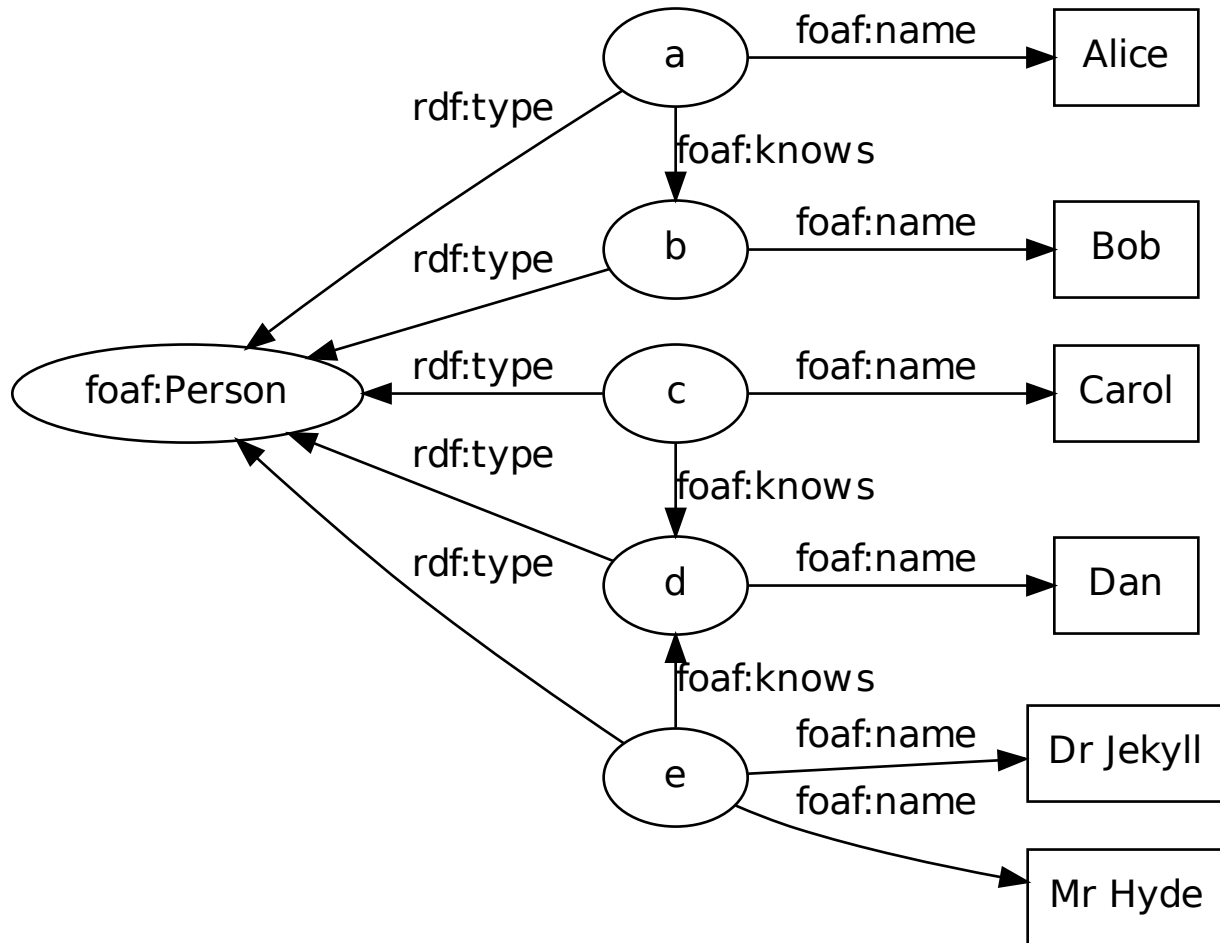 a
foaf:name
Alice
rdf:type
foaf:knows
b
foaf:name
Bob
rdf:type
foaf:Person
rdf:type
c
foaf:name
Carol
rdf:type
foaf:knows
d
foaf:name
Dan
rdf:type
foaf:knows
e
foaf:name
Dr Jekyll
foaf:name
Mr Hyde